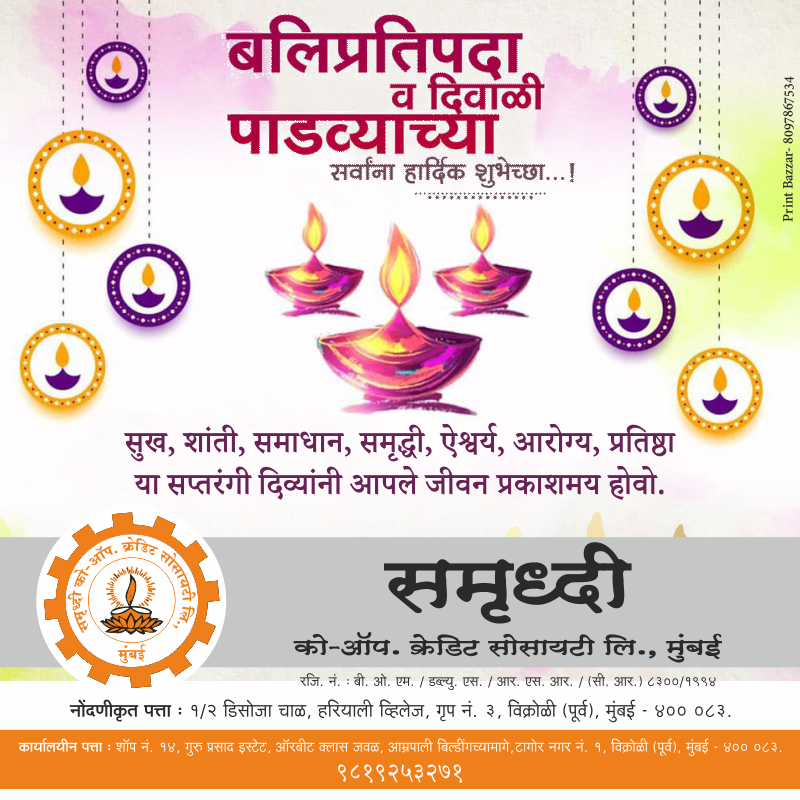 बलिप्रतिपदा
व दिवाळी
पाडव्याच्या
सर्वांना हार्दिक शुभेच्छा...!
Print Bazzar- 8097867534
सुख, शांती, समाधान, समृद्धी, ऐश्वर्य, आरोग्य, प्रतिष्ठा
या सप्तरंगी दिव्यांनी आपले जीवन प्रकाशमय होवो.
समृध्दी को-ऑप. क्रेडिट सोसायटी लि.,
मुंबई
समृध्दी
को-ऑप. क्रेडिट सोसायटी लि., मुंबई
रजि. नं. : बी. ओ. एम. / डब्ल्यु. एस. / आर. एस. आर. / (सी. आर.) ८३००/१९९४
नोंदणीकृत पत्ता : १/२ डिसोजा चाळ, हरियाली व्हिलेज, गृप नं. ३, विक्रोळी (पूर्व), मुंबई - ४०० ०८३.
कार्यालयीन पत्ता : शॉप नं. १४, गुरु प्रसाद इस्टेट, ऑरबीट क्लास जवळ, आम्रपाली बिल्डींगच्यामागे,टागोर नगर नं. १, विक्रोळी (पूर्व), मुंबई - ४०० ०८३.
९८१९२५३२७१